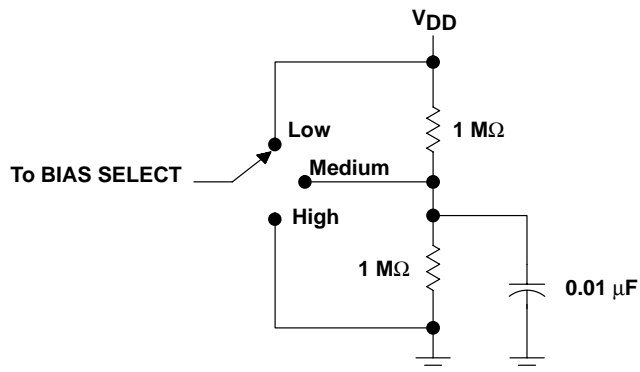 VDD
Low
1 MΩ
To BIAS SELECT
Medium
High
1 MΩ
0.01 μF